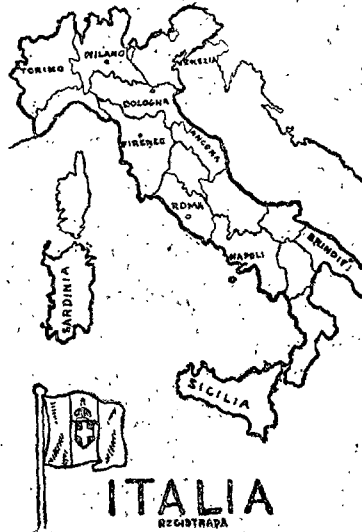 MILANO
TORINO
VENEZIA
BOLOGNA
ANCONA
FIRENZE
ROMA
NAPOLI
BRINDISI
SARDINIA
SICILIA
ITALIA
REGISTRADA